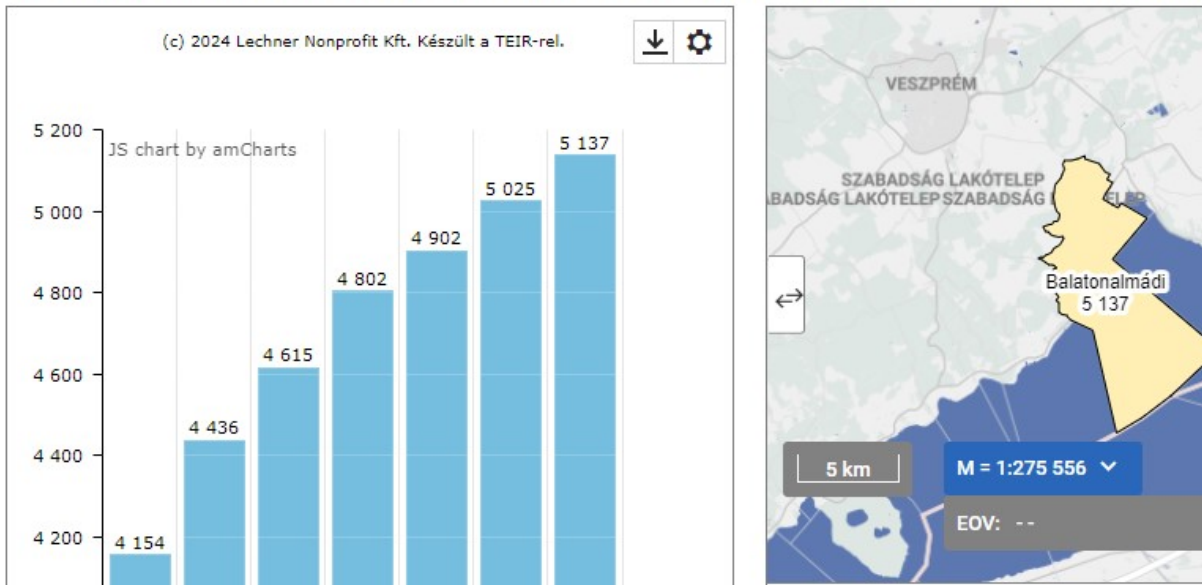 (c) 2024 Lechner Nonprofit Kft. Készült a TEIR-rel.
5 200
JS chart by amCharts
5 137
5 025
5 000
4 902
4 802
4 800
4 615
4 600
4 436
4 400
4 200
4 154
VESZPRÉM
SZABADSÁG LAKÓTELEP
ABADSÁG LAKÓTELEP SZABADSÁG
ELEP
Balatonalmádi
5 137
5 km
M = 1:275 556
EOV: --